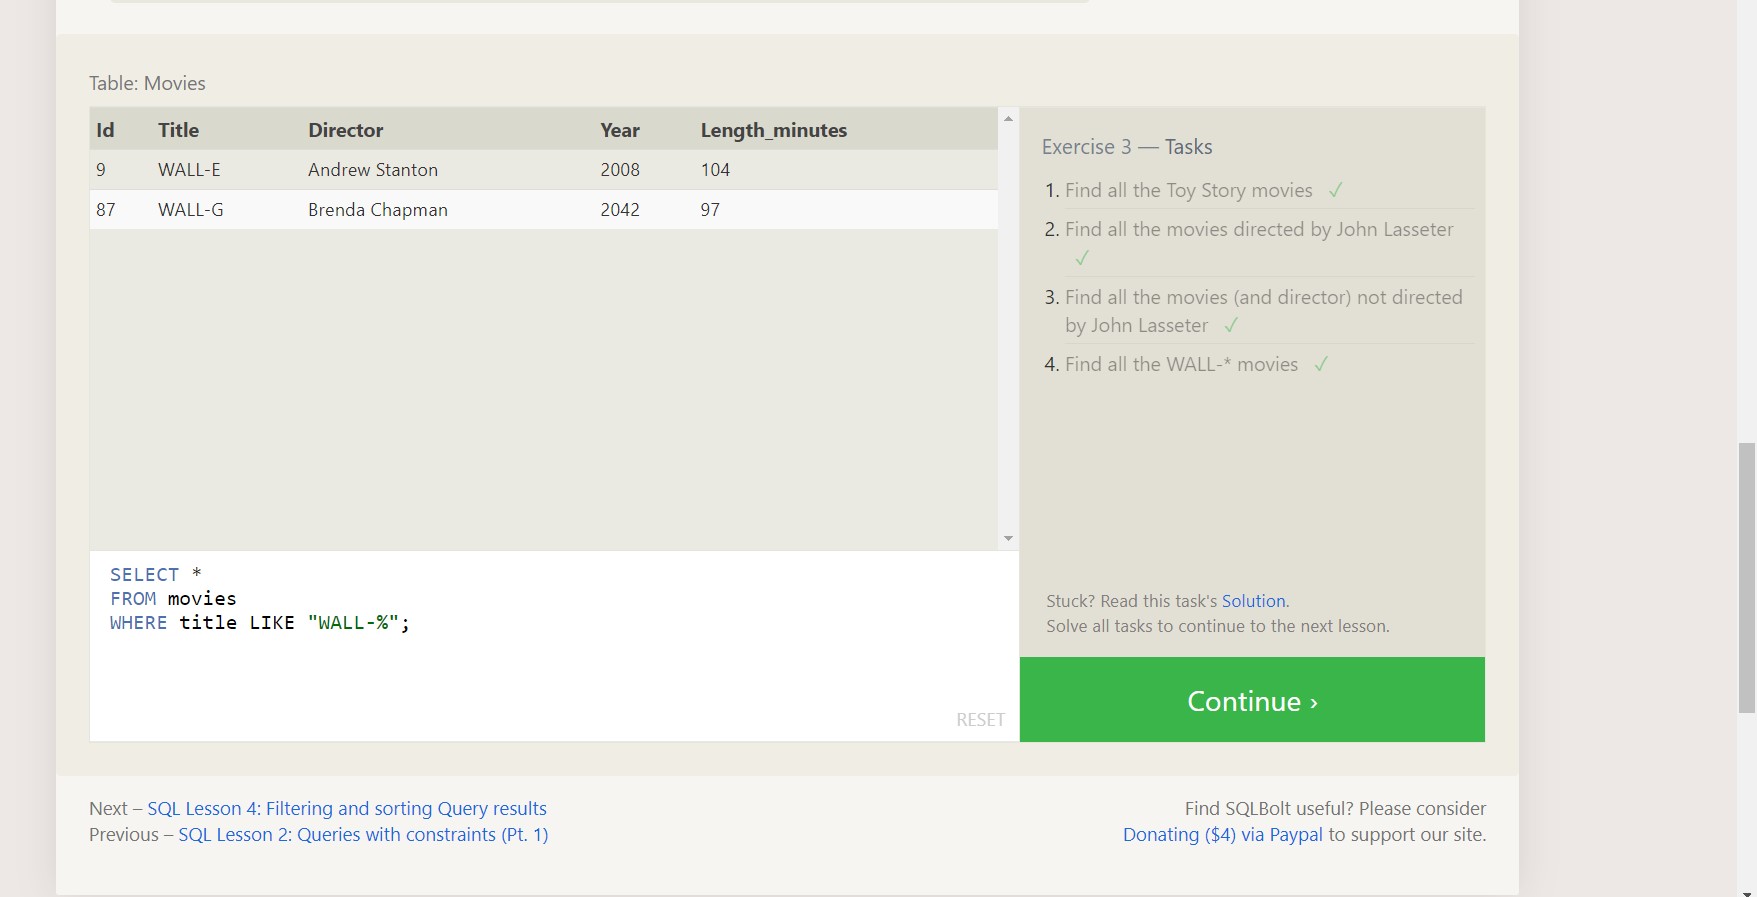 Table: Movies
Id Title Director Year Length_minutes
9 WALL-E Andrew Stanton 2008 104
87 WALL-G Brenda Chapman 2042 97
SELECT *
FROM movies
WHERE title LIKE "WALL-%";
RESET
Exercise 3 — Tasks
1. Find all the Toy Story movies ✓
2. Find all the movies directed by John Lasseter
✓
3. Find all the movies (and director) not directed
by John Lasseter ✓
4. Find all the WALL-* movies ✓
Stuck? Read this task's Solution.
Solve all tasks to continue to the next lesson.
Continue ›
Next – SQL Lesson 4: Filtering and sorting Query results
Previous – SQL Lesson 2: Queries with constraints (Pt. 1)
Find SQLBolt useful? Please consider
Donating ($4) via Paypal to support our site.